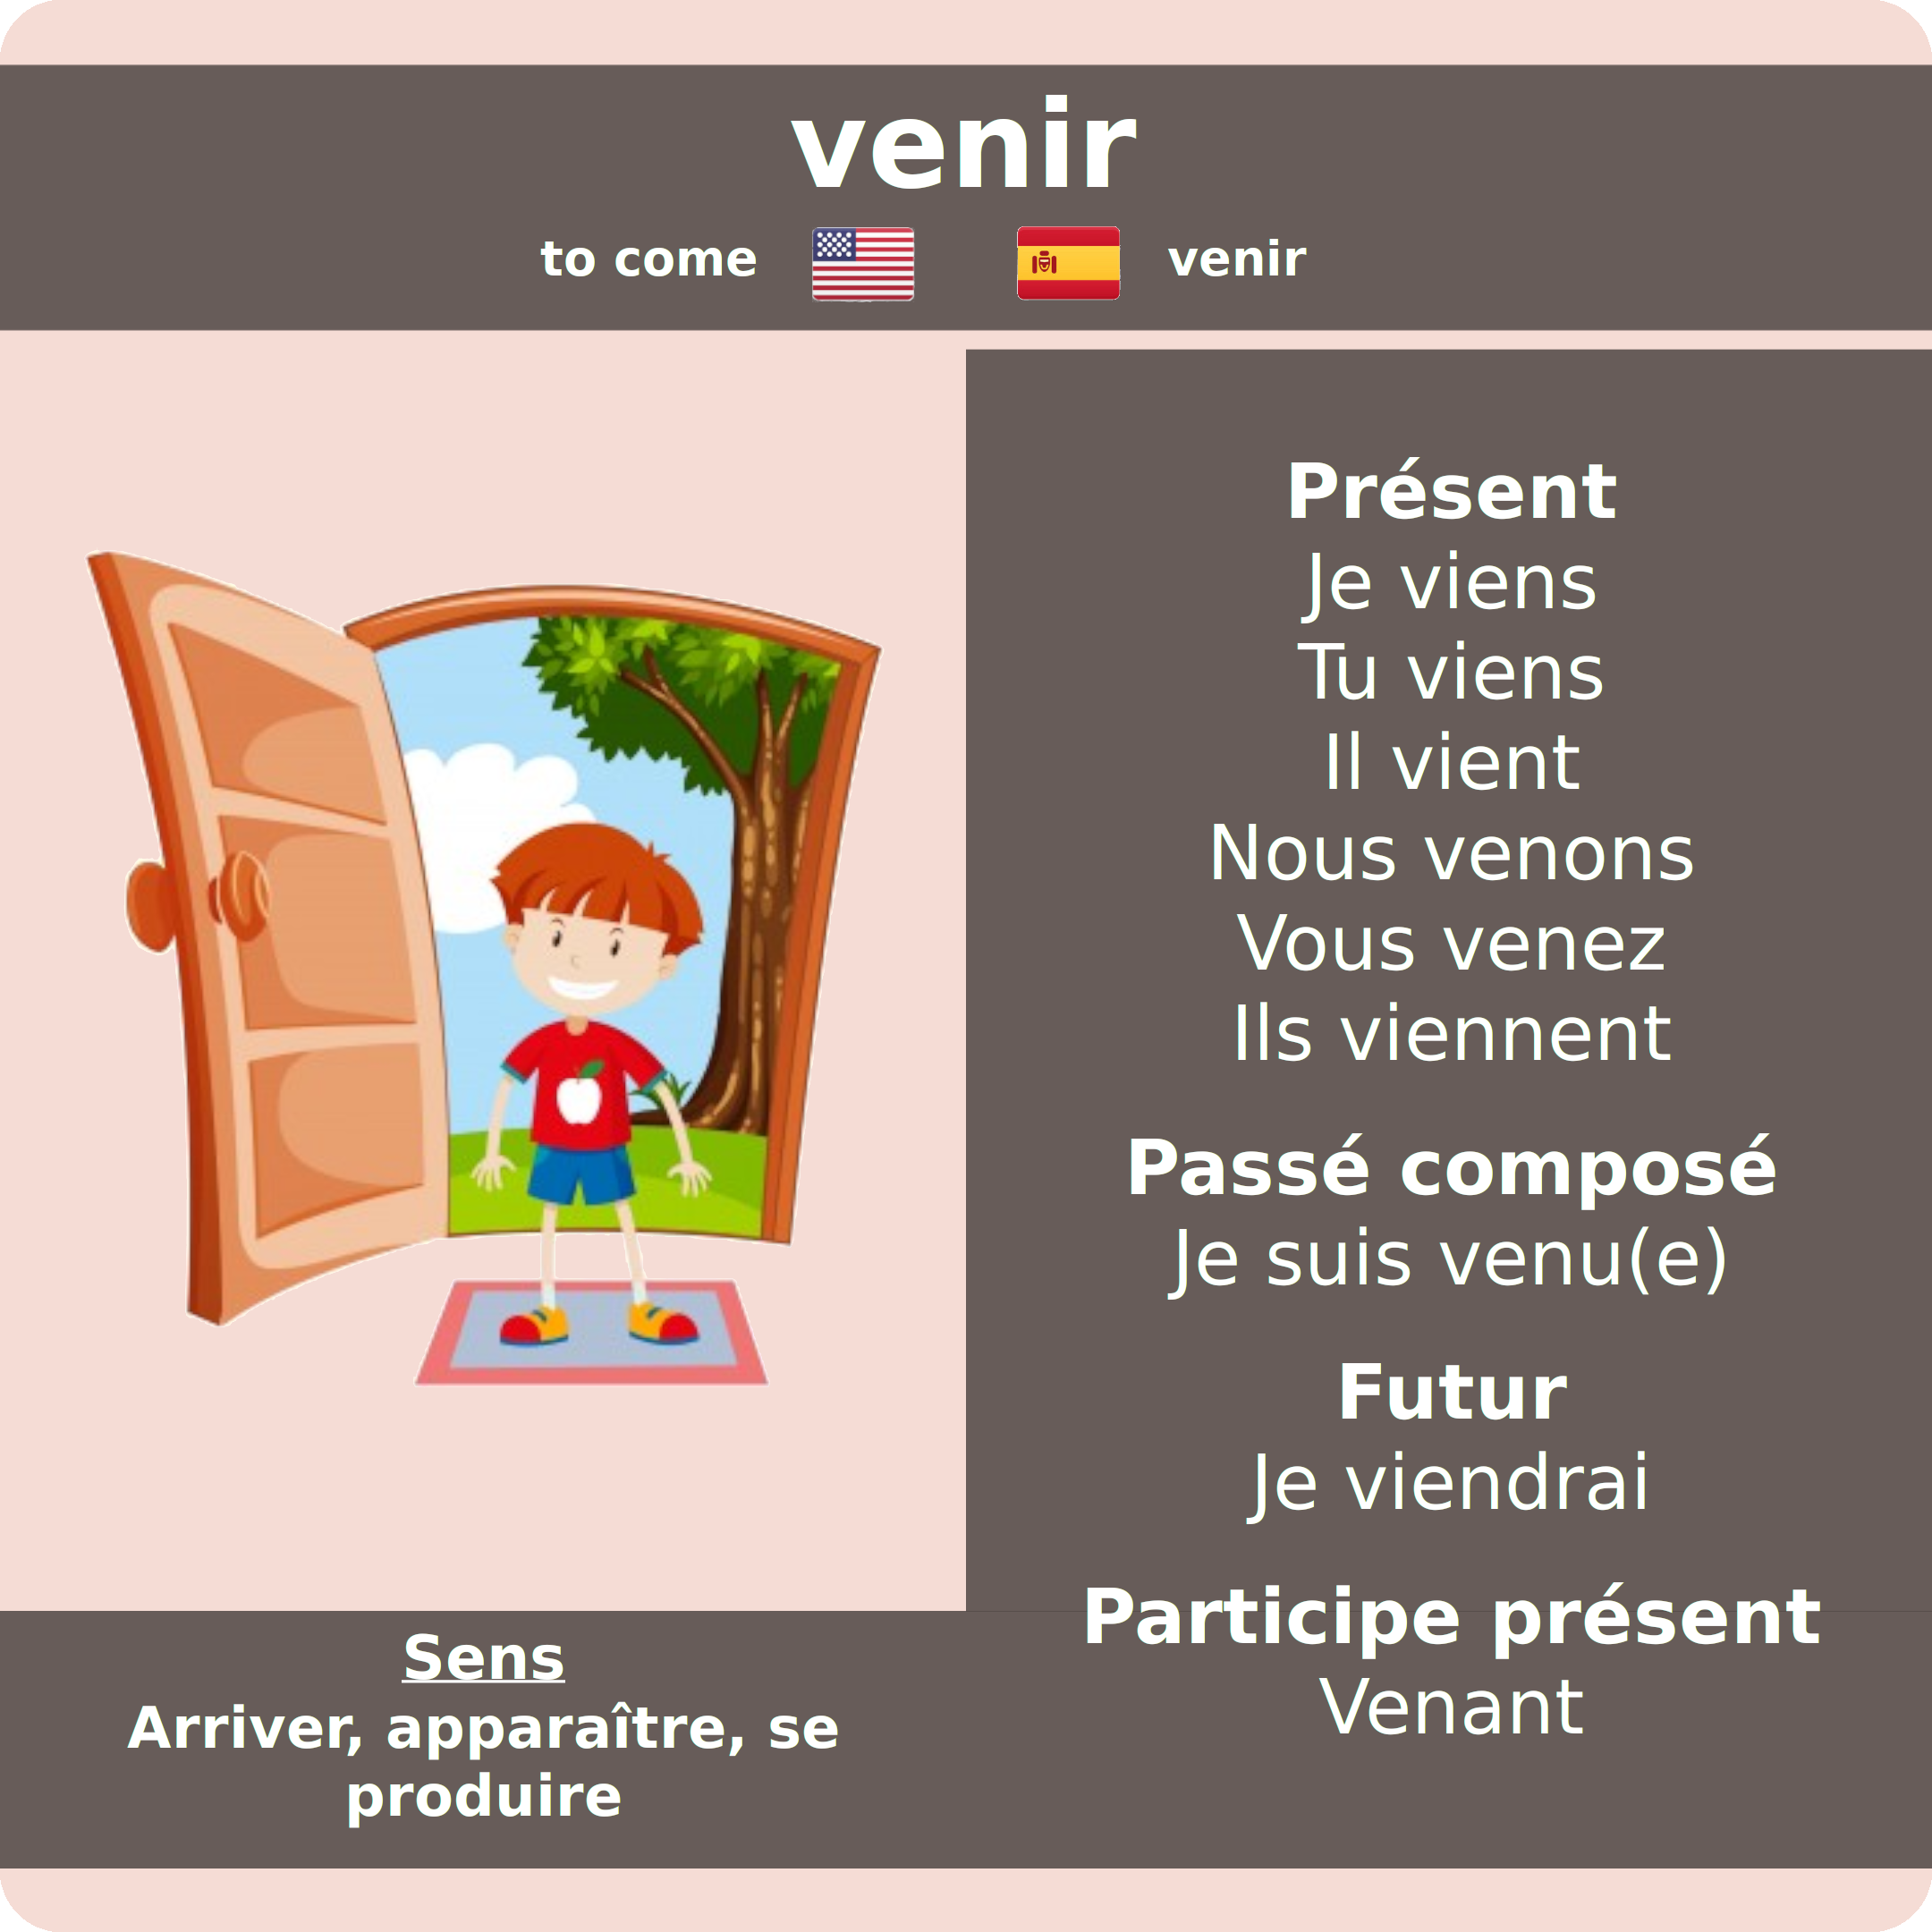 venir
to come
venir
Présent
Je viens
Tu viens
Il vient
Nous venons
Vous venez
Ils viennent
Passé composé
Je suis venu(e)
Futur
Je viendrai
Participe présent
Venant
Sens
Arriver, apparaître, se
produire